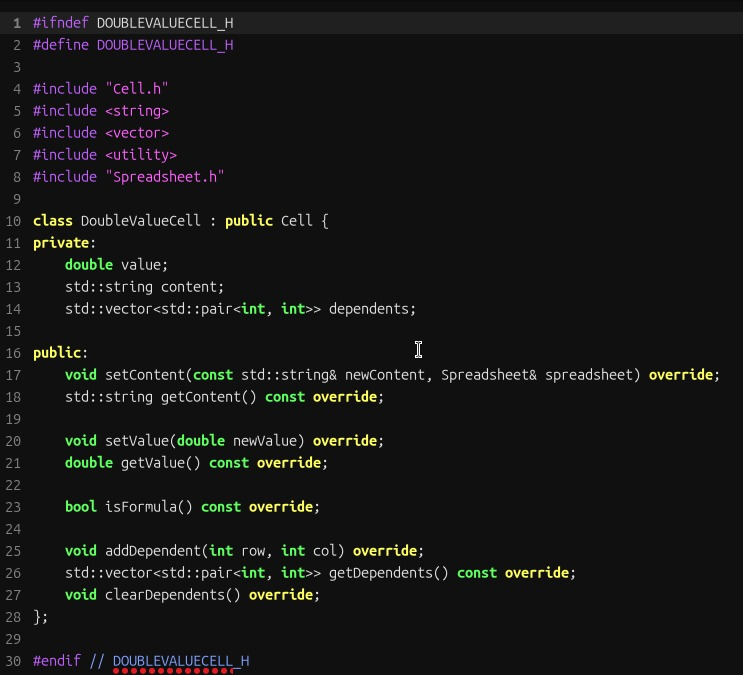 1 #ifndef DOUBLEVALUECELL_H
2 #define DOUBLEVALUECELL_H
3
4 #include "Cell.h"
5 #include <string>
6 #include <vector>
7 #include <utility>
8 #include "Spreadsheet.h"
9
10 class DoubleValueCell : public Cell {
11 private:
12     double value;
13     std::string content;
14     std::vector<std::pair<int, int>> dependents;
15
16 public:
17     void setContent(const std::string& newContent, Spreadsheet& spreadsheet) override;
18     std::string getContent() const override;
19
20     void setValue(double newValue) override;
21     double getValue() const override;
22
23     bool isFormula() const override;
24
25     void addDependent(int row, int col) override;
26     std::vector<std::pair<int, int>> getDependents() const override;
27     void clearDependents() override;
28 };
29
30 #endif // DOUBLEVALUECELL_H